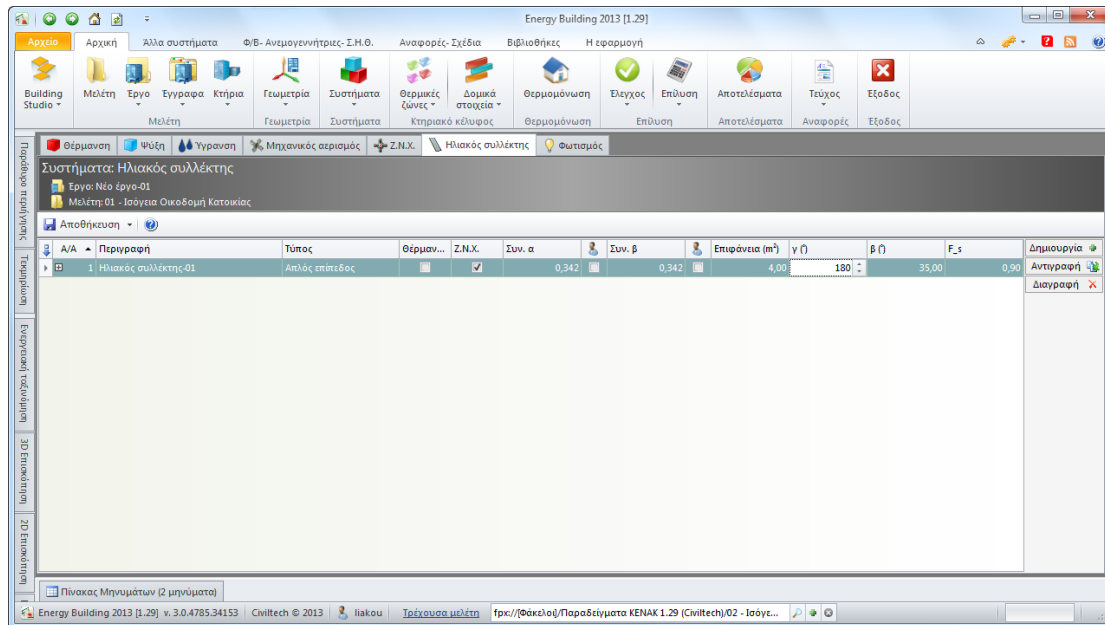 Energy Building 2013 [1.29]
Αρχείο Αρχική Άλλα συστήματα Φ/Β- Ανεμογεννήτριες- Σ.Η.Θ. Αναφορές- Σχέδια Βιβλιοθήκες Η εφαρμογή
Building Studio Μελέτη Έργο Έγγραφα Κτήρια Γεωμετρία Συστήματα Θερμικές ζώνες Δομικά στοιχεία Θερμομόνωση Έλεγχος Επίλυση Αποτελέσματα Τεύχος Έξοδος
Μελέτη Γεωμετρία Συστήματα Κτηριακό κέλυφος Θερμομόνωση Επίλυση Αποτελέσματα Αναφορές Έξοδος
Θέρμανση Ψύξη Ύγρανση Μηχανικός αερισμός Ζ.Ν.Χ. Ηλιακός συλλέκτης Φωτισμός
Συστήματα: Ηλιακός συλλέκτης
Έργο: Νέο έργο-01
Μελέτη: 01 - Ισόγεια Οικοδομή Κατοικίας
Αποθήκευση
Α/Α Περιγραφή Τύπος Θέρμαν... Ζ.Ν.Χ. Συν. α Συν. β Επιφάνεια (m²) γ (°) β (°) F_s
1 Ηλιακός συλλέκτης-01 Απλός επίπεδος 0,342 0,342 4,00 180 35,00 0,90
Δημιουργία
Αντιγραφή
Διαγραφή
Παράθυρο περιήγησης
Τεκμηρίωση
Ενεργειακή ταξινόμηση
3D Επισκόπηση
2D Επισκόπηση
Πίνακας Μηνυμάτων (2 μηνύματα)
Energy Building 2013 [1.29] v. 3.0.4785.34153 Civiltech © 2013 liakou Τρέχουσα μελέτη fpx://[Φάκελοι]/Παραδείγματα ΚΕΝΑΚ 1.29 (Civiltech)/02 - Ισόγε...